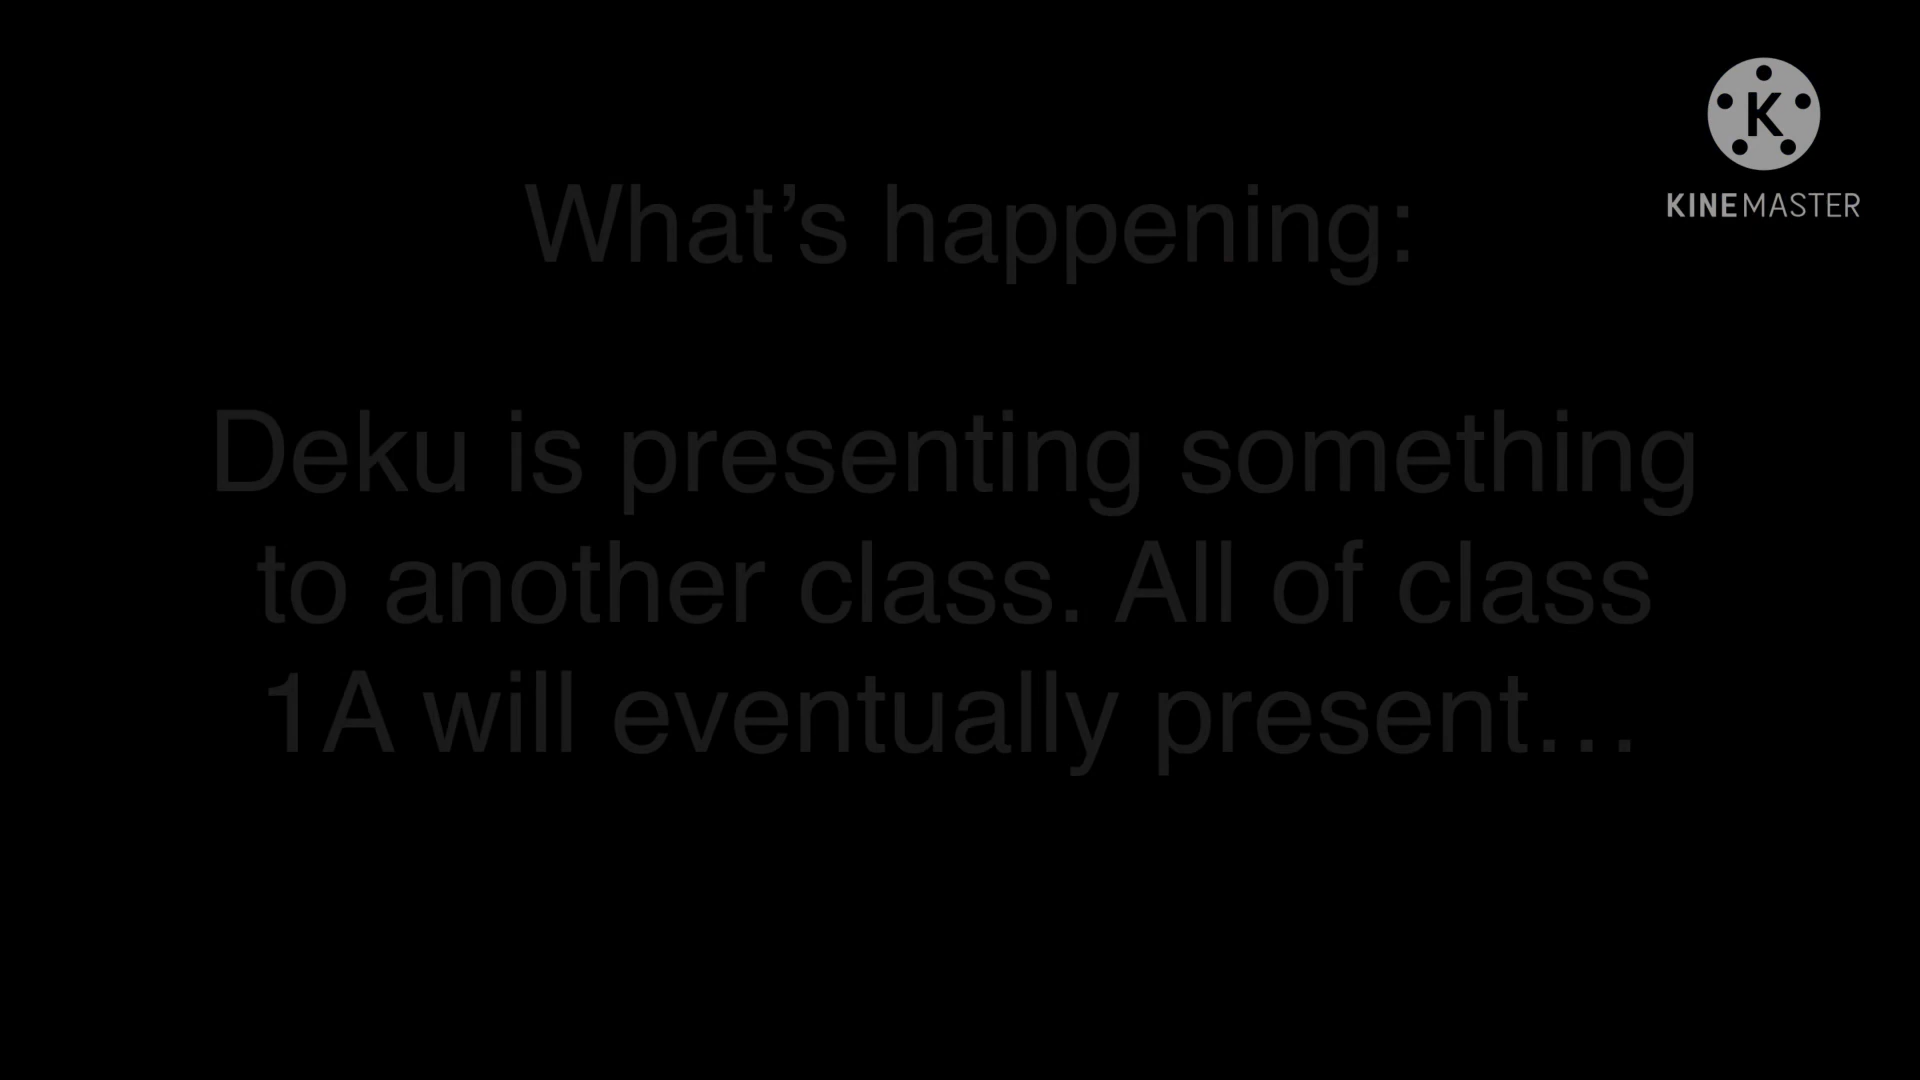 K
KINEMASTER
What’s happening:
Deku is presenting something
to another class. All of class
1A will eventually present…